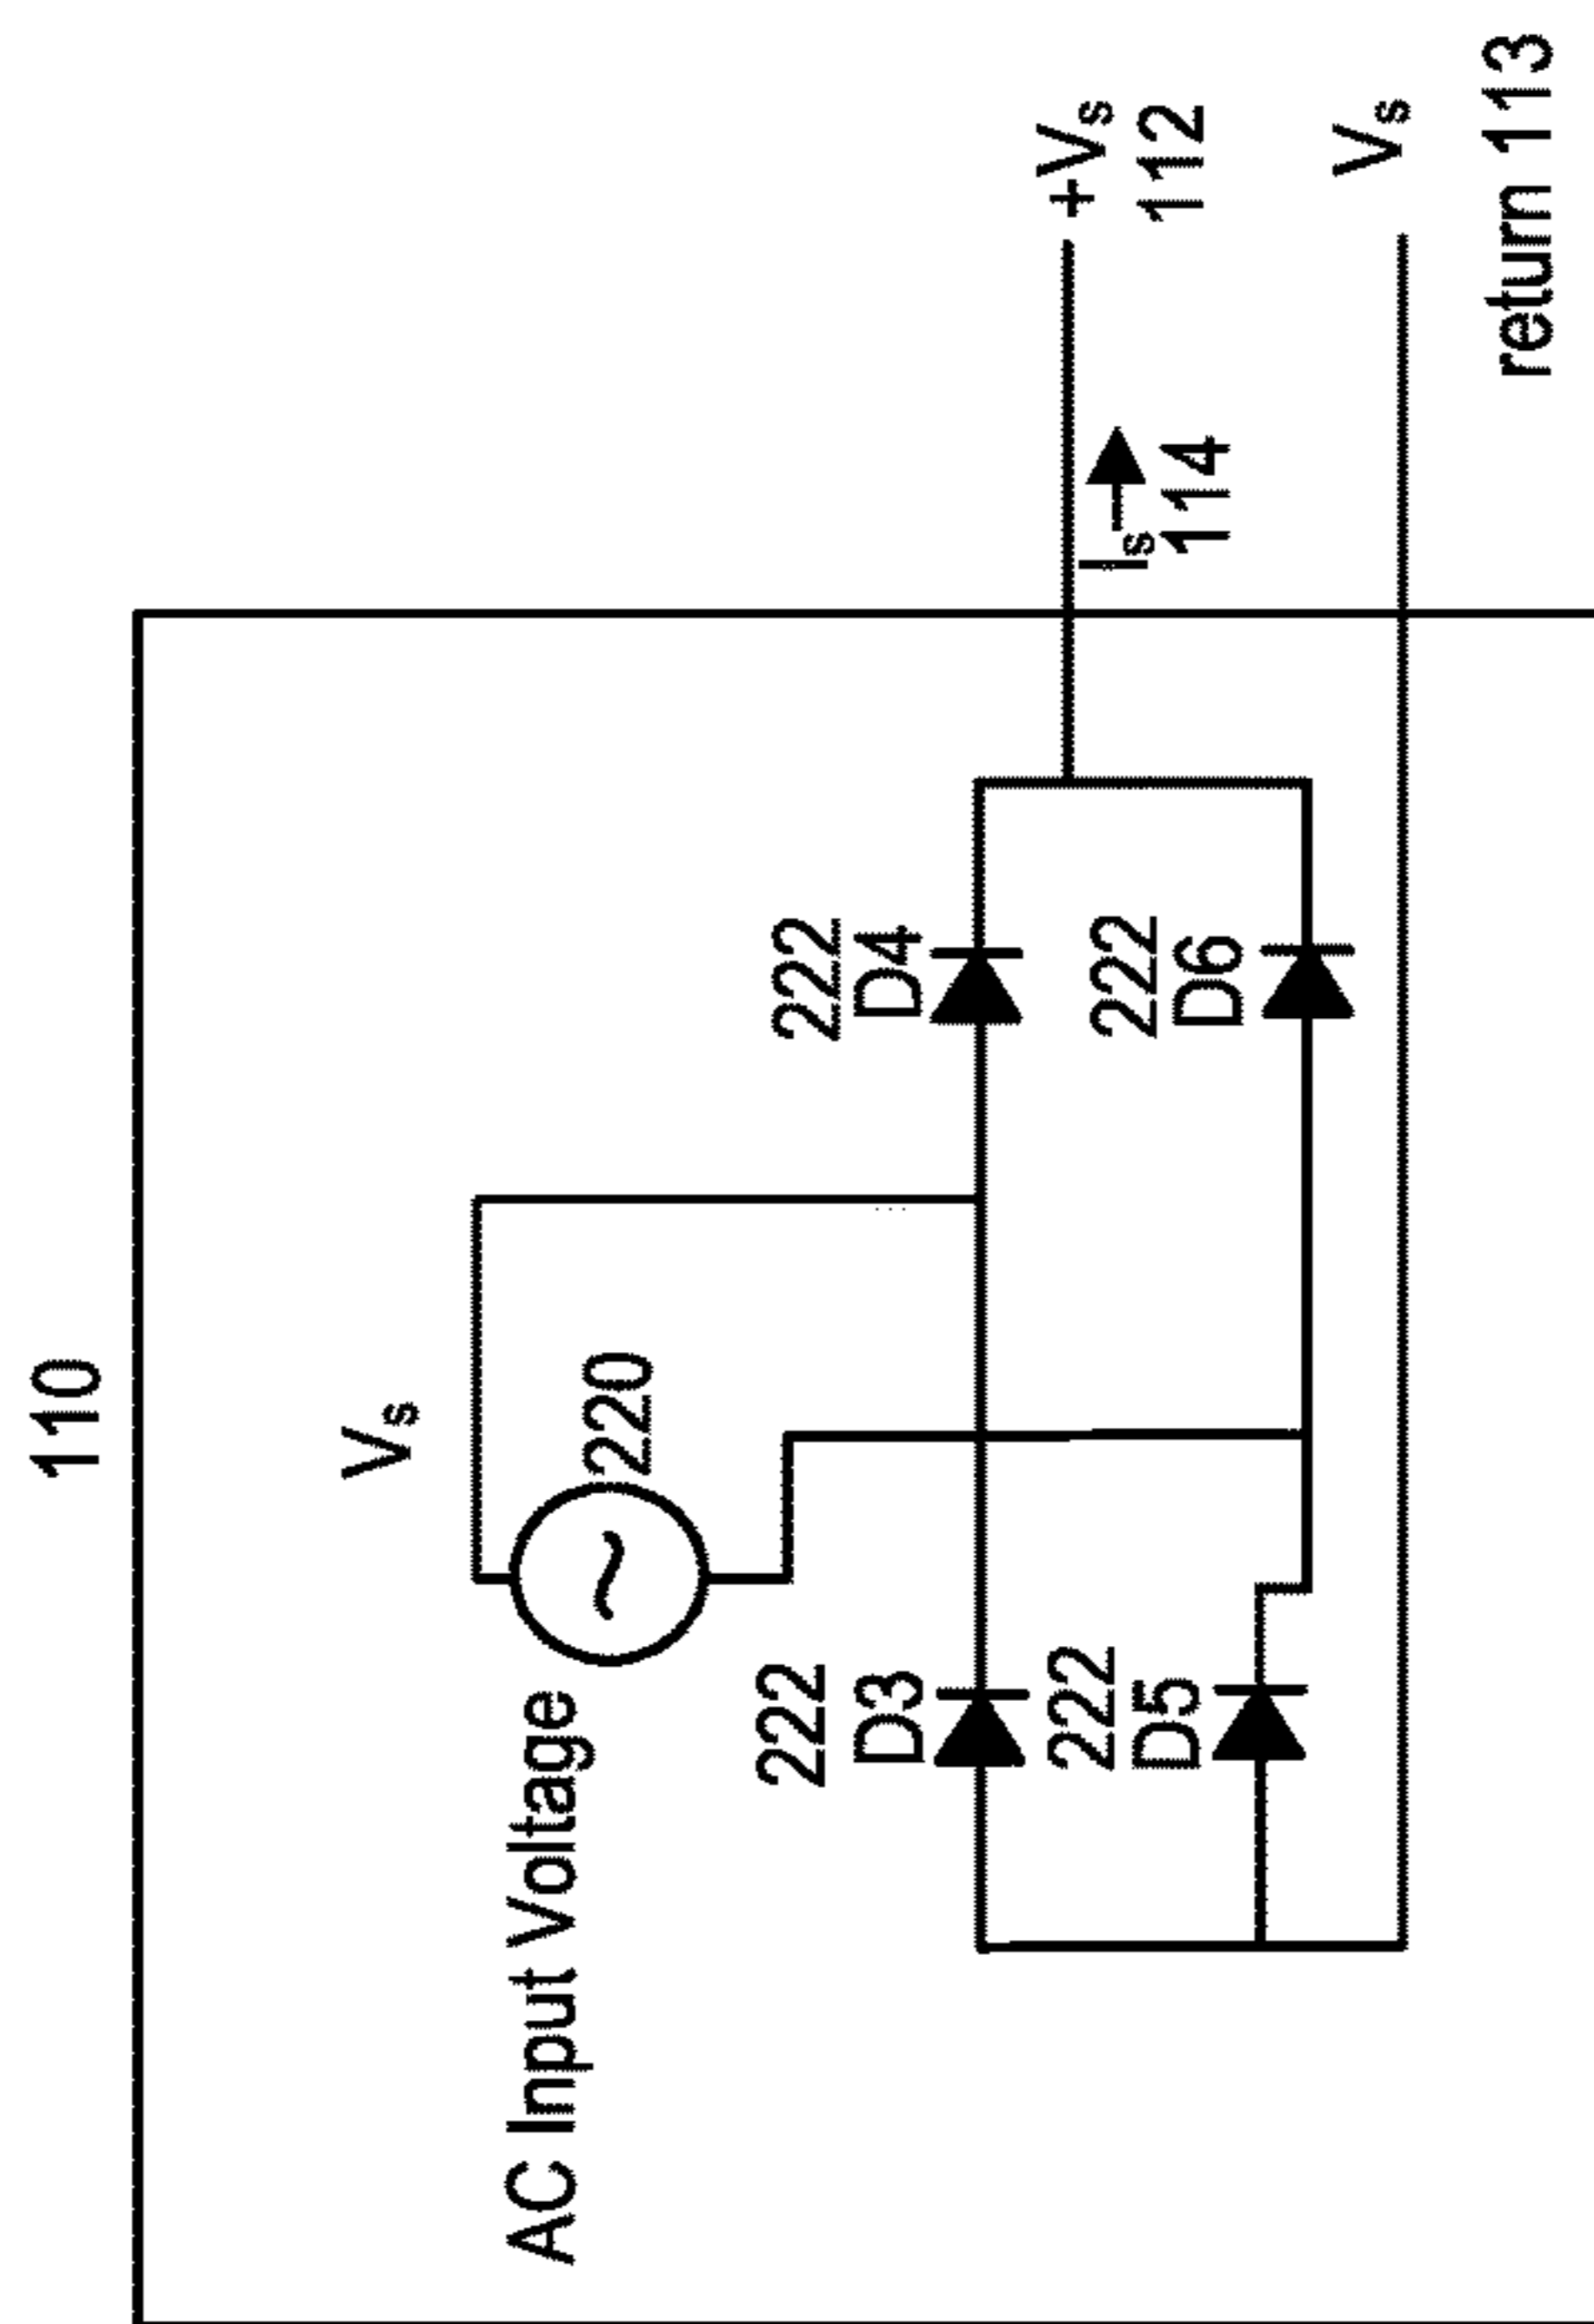 110
Vs
AC Input Voltage
220
222
D3
222
D4
222
D5
222
D6
Is
114
+Vs
112
Vs
return 113